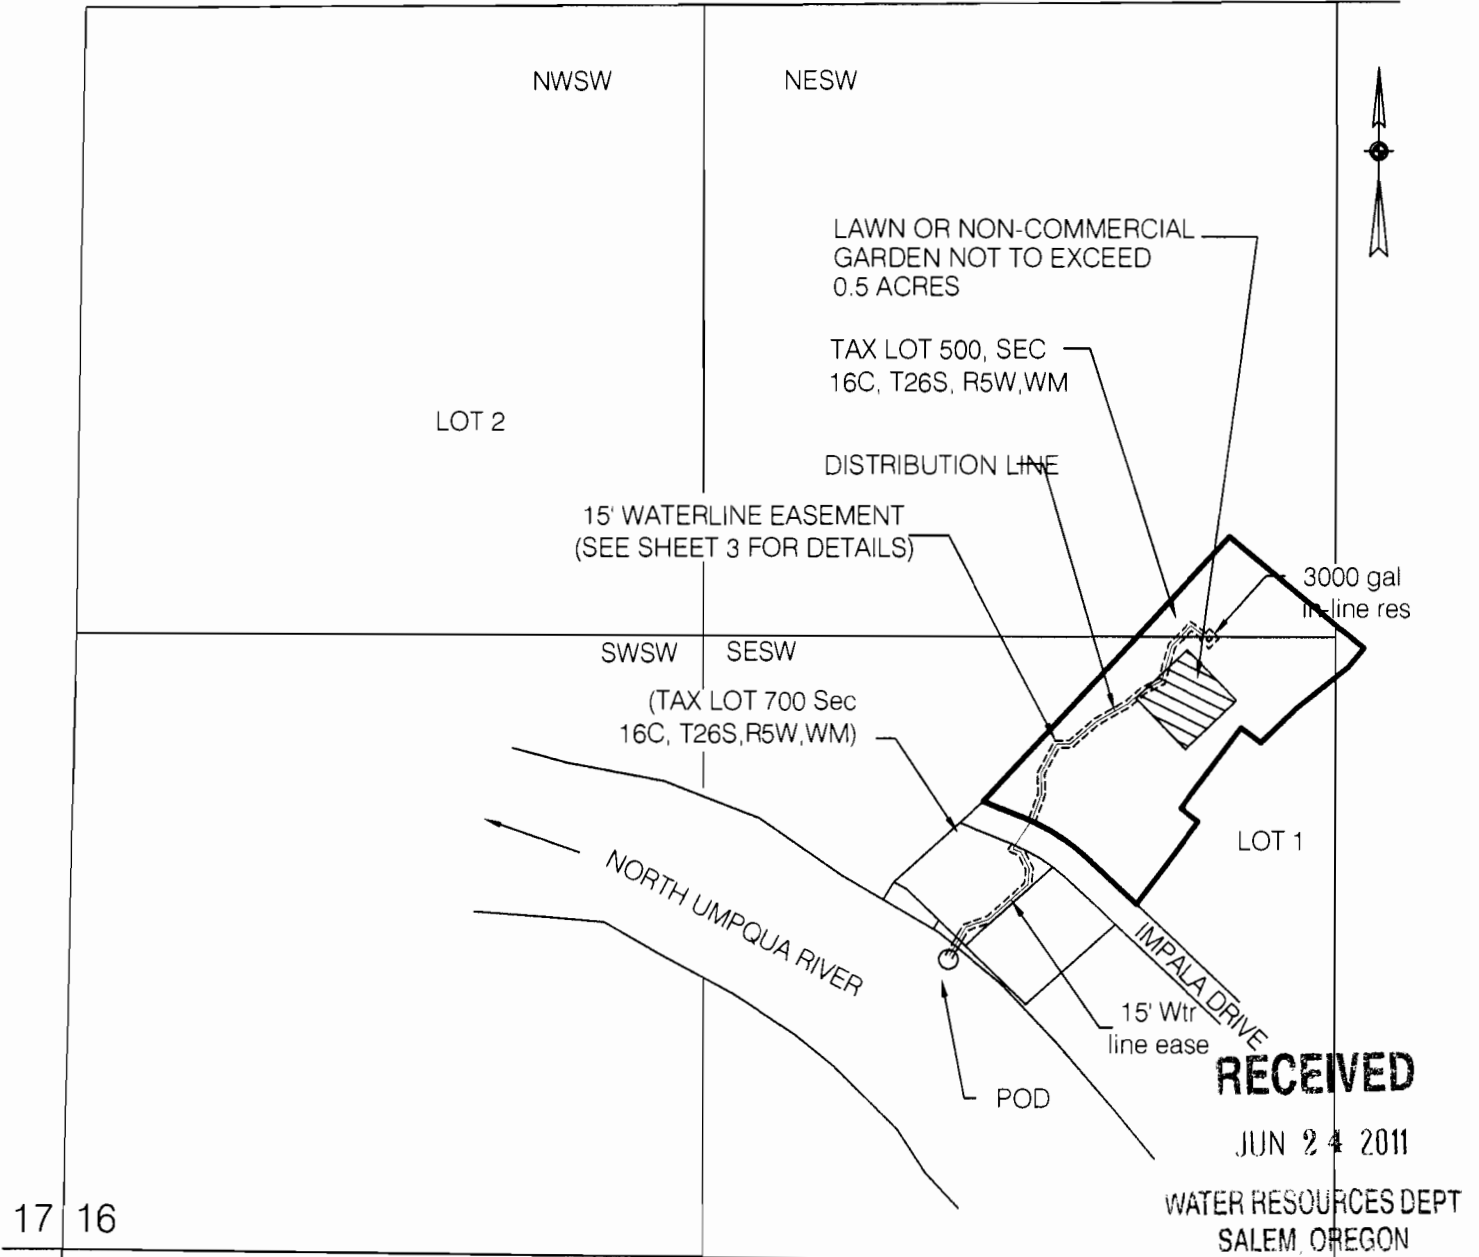 NWSW
NESW
LAWN OR NON-COMMERCIAL
GARDEN NOT TO EXCEED
0.5 ACRES
TAX LOT 500, SEC
16C, T26S, R5W,WM
LOT 2
DISTRIBUTION LINE
15' WATERLINE EASEMENT
(SEE SHEET 3 FOR DETAILS)
3000 gal
in-line res
SWSW
SESW
(TAX LOT 700 Sec
16C, T26S,R5W,WM)
LOT 1
NORTH UMPQUA RIVER
IMPALA DRIVE
15' Wtr
line ease
POD
RECEIVED
JUN 24 2011
WATER RESOURCES DEPT
SALEM, OREGON
17 16